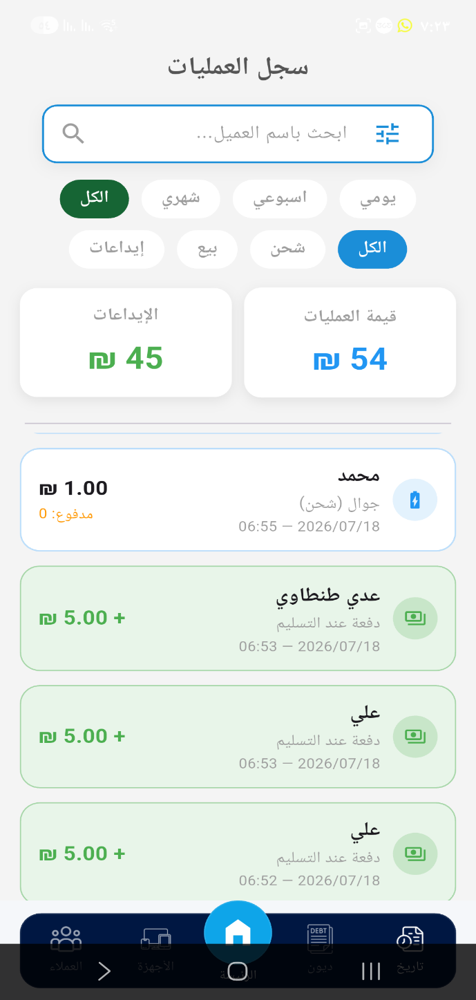 ٧:٢٣
سجل العمليات
ابحث باسم العميل...
يومي اسبوعي شهري الكل
الكل شحن بيع إيداعات
قيمة العمليات
54 ₪
الإيداعات
45 ₪
محمد
جوال (شحن)
2026/07/18 — 06:55
1.00 ₪
مدفوع: 0
عدي طنطاوي
دفعة عند التسليم
2026/07/18 — 06:53
+ 5.00 ₪
علي
دفعة عند التسليم
2026/07/18 — 06:53
+ 5.00 ₪
علي
دفعة عند التسليم
2026/07/18 — 06:52
+ 5.00 ₪
DEBT
تاريخ ديون الرئيسة الأجهزة العملاء